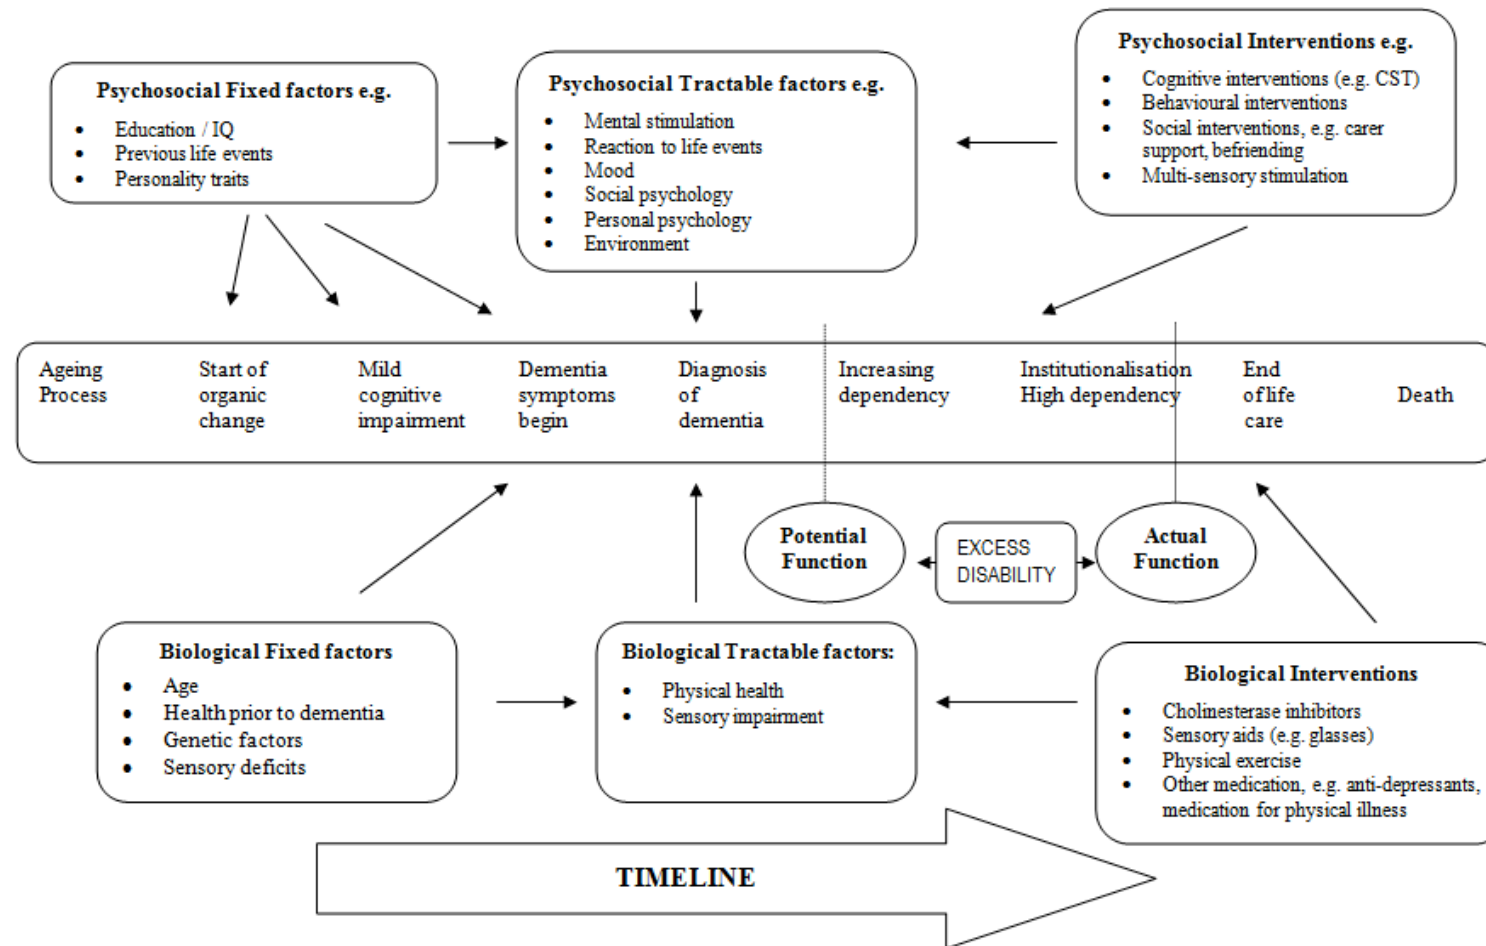 Psychosocial Fixed factors e.g.
• Education / IQ
• Previous life events
• Personality traits
Psychosocial Tractable factors e.g.
• Mental stimulation
• Reaction to life events
• Mood
• Social psychology
• Personal psychology
• Environment
Psychosocial Interventions e.g.
• Cognitive interventions (e.g. CST)
• Behavioural interventions
• Social interventions, e.g. carer
support, befriending
• Multi-sensory stimulation
Ageing
Process
Start of
organic
change
Mild
cognitive
impairment
Dementia
symptoms
begin
Diagnosis
of
dementia
Increasing
dependency
Institutionalisation
High dependency
End
of life
care
Death
Potential
Function
EXCESS
DISABILITY
Actual
Function
Biological Fixed factors
• Age
• Health prior to dementia
• Genetic factors
• Sensory deficits
Biological Tractable factors:
• Physical health
• Sensory impairment
Biological Interventions
• Cholinesterase inhibitors
• Sensory aids (e.g. glasses)
• Physical exercise
• Other medication, e.g. anti-depressants,
medication for physical illness
TIMELINE